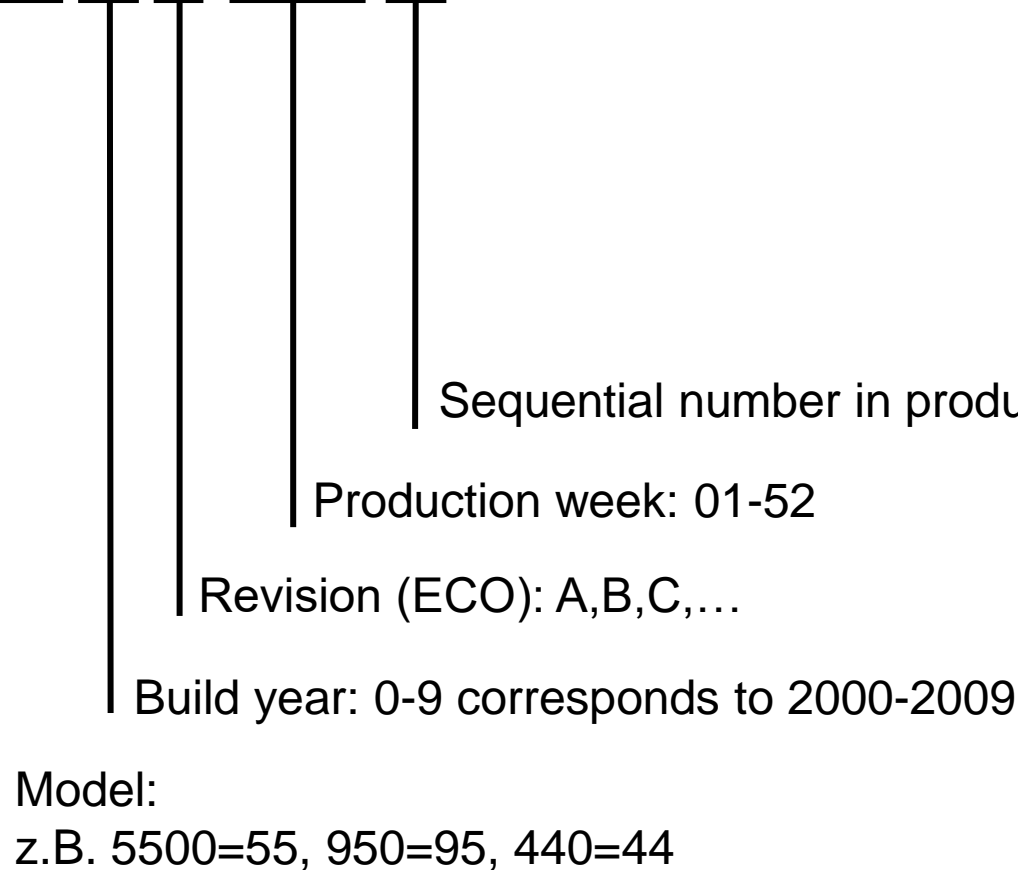 Sequential number in
Production week: 01-52
Revision (ECO): A,B,C,…
Build year: 0-9 corresponds to 2000-2009
Model:
z.B. 5500=55, 950=95, 440=44